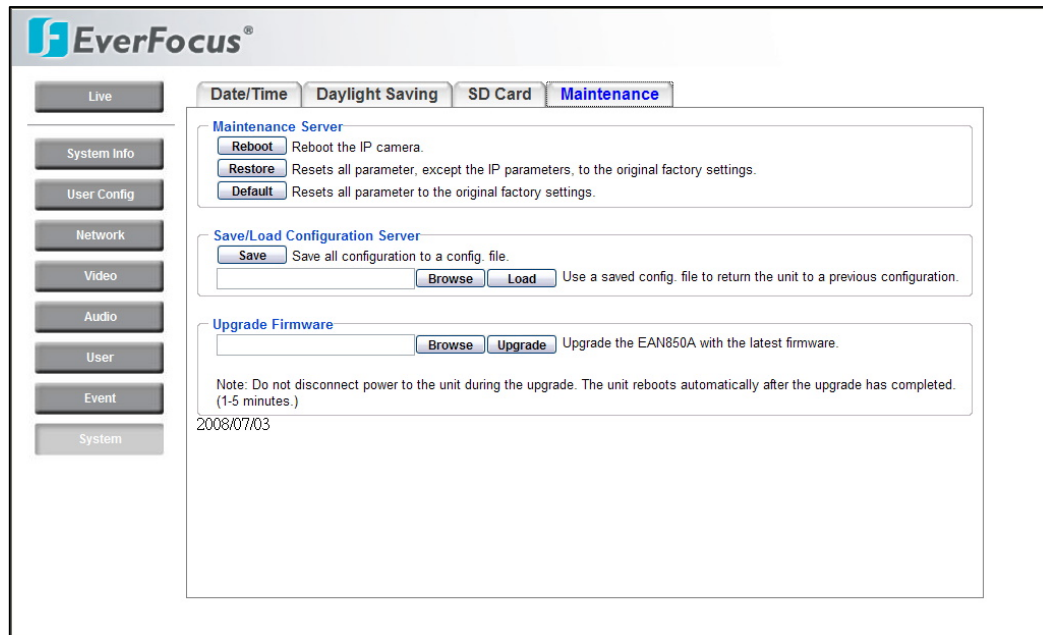 EverFocus®
Live
System Info
User Config
Network
Video
Audio
User
Event
System
Date/Time Daylight Saving SD Card Maintenance
Maintenance Server
Reboot Reboot the IP camera.
Restore Resets all parameter, except the IP parameters, to the original factory settings.
Default Resets all parameter to the original factory settings.
Save/Load Configuration Server
Save Save all configuration to a config. file.
Browse Load Use a saved config. file to return the unit to a previous configuration.
Upgrade Firmware
Browse Upgrade Upgrade the EAN850A with the latest firmware.
Note: Do not disconnect power to the unit during the upgrade. The unit reboots automatically after the upgrade has completed.
(1-5 minutes.)
2008/07/03